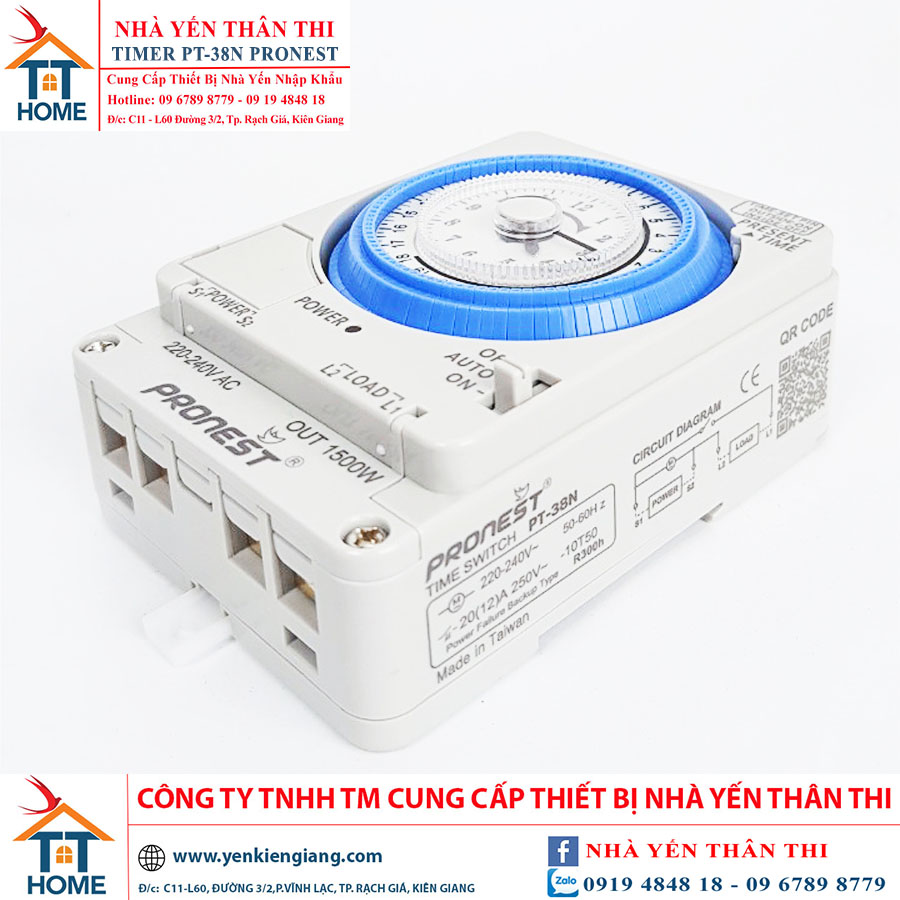 TT
HOME
NHÀ YẾN THÂN THI
TIMER PT-38N PRONEST
Cung Cấp Thiết Bị Nhà Yến Nhập Khẩu
Hotline: 09 6789 8779 - 09 19 4848 18
Đ/c: C11 - L60 Đường 3/2, Tp. Rạch Giá, Kiên Giang
PRESENT
TIME
S1 POWER S2
POWER
L2 LOAD L1
AUTO
ON
QR CODE
220-240V AC
PRONEST ®
OUT 1500W
CE
CIRCUIT DIAGRAM
M
S1 POWER S2
L2 LOAD L1
PRONEST ®
TIME SWITCH PT-38N
M 220-240V~ 50-60Hz
20(12)A 250V~ -10T50
Power Failure Backup Type R300h
Made in Taiwan
TT
HOME
CÔNG TY TNHH TM CUNG CẤP THIẾT BỊ NHÀ YẾN THÂN THI
www.yenkiengiang.com
Đ/c: C11-L60, ĐƯỜNG 3/2,P.VĨNH LẠC, TP. RẠCH GIÁ, KIÊN GIANG
f NHÀ YẾN THÂN THI
Zalo 0919 4848 18 - 09 6789 8779